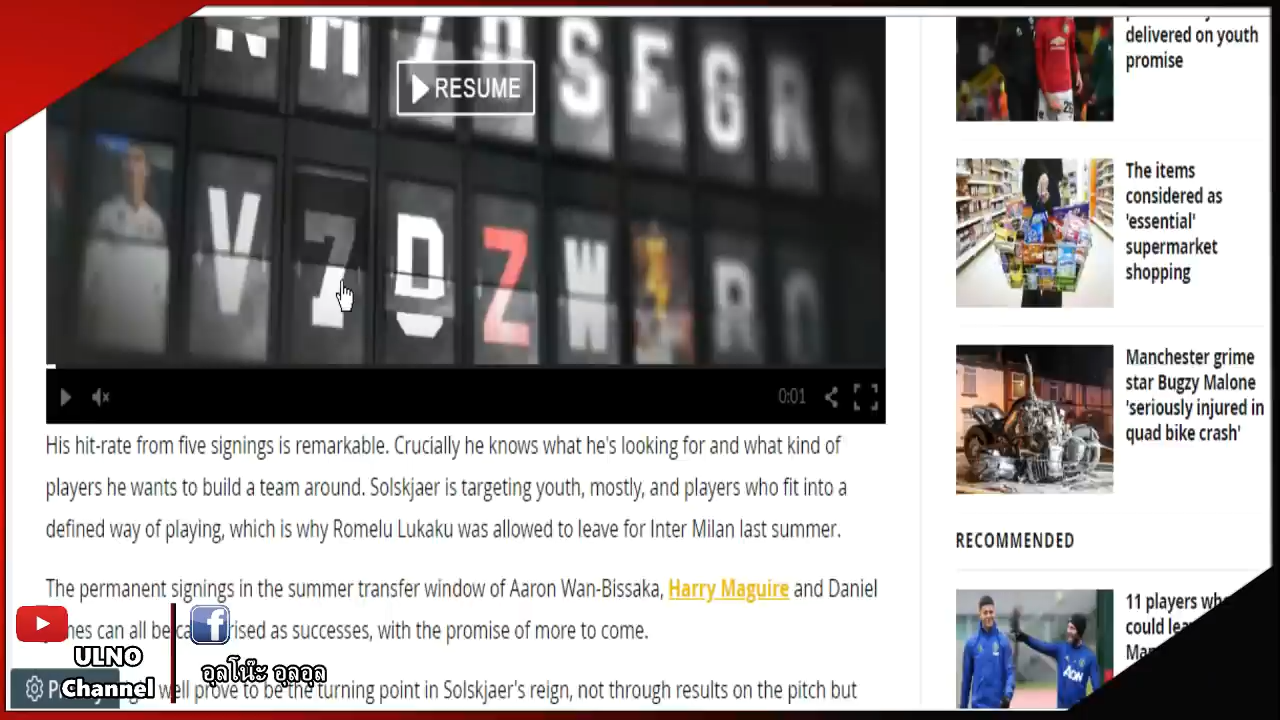 RESUME
S F G R
V 7 D Z W R O
0:01
His hit-rate from five signings is remarkable. Crucially he knows what he's looking for and what kind of
players he wants to build a team around. Solskjaer is targeting youth, mostly, and players who fit into a
defined way of playing, which is why Romelu Lukaku was allowed to leave for Inter Milan last summer.
The permanent signings in the summer transfer window of Aaron Wan-Bissaka, Harry Maguire and Daniel
can all be as successes, with the promise of more to come.
well prove to be the turning point in Solskjaer's reign, not through results on the pitch but
ULNO
Channel
อุลโน๊ะ อุลอุล
delivered on youth
promise
The items
considered as
'essential'
supermarket
shopping
Manchester grime
star Bugzy Malone
'seriously injured in
quad bike crash'
RECOMMENDED
11 players
could
AON